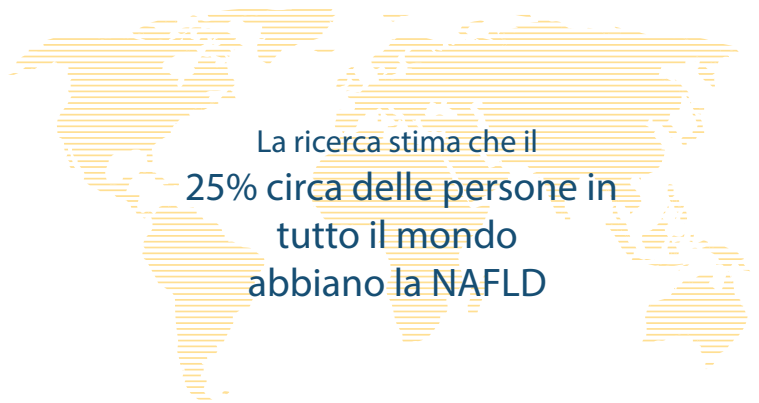 La ricerca stima che il
25% circa delle persone in
tutto il mondo
abbiano la NAFLD